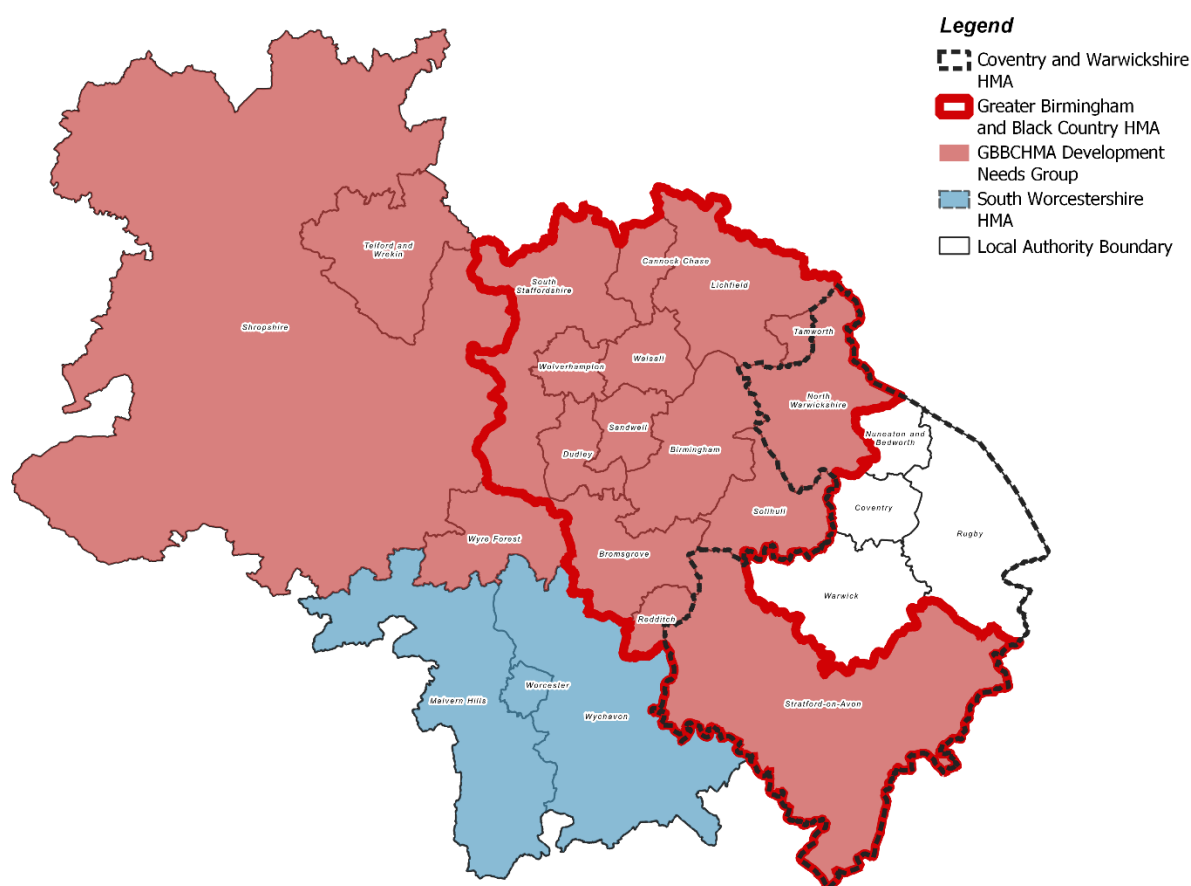 Legend
Coventry and Warwickshire
HMA
Greater Birmingham
and Black Country HMA
GBBCHMA Development
Needs Group
South Worcestershire
HMA
Local Authority Boundary
Telford and
Wrekin
Cannock Chase
South
Staffordshire
Lichfield
Shropshire
Tamworth
Wolverhampton
Walsall
North
Warwickshire
Sandwell
Nuneaton and
Bedworth
Dudley
Birmingham
Coventry
Solihull
Rugby
Wyre Forest
Bromsgrove
Warwick
Redditch
Worcester
Malvern Hills
Wychavon
Stratford-on-Avon